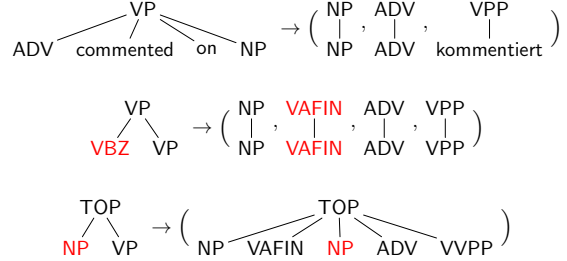 VP → ( NP , ADV , VPP )
ADV commented on NP NP ADV kommentiert
VP → ( NP , VAFIN , ADV , VPP )
VBZ VP NP VAFIN ADV VPP
TOP → ( TOP )
NP VP NP VAFIN NP ADV VVPP